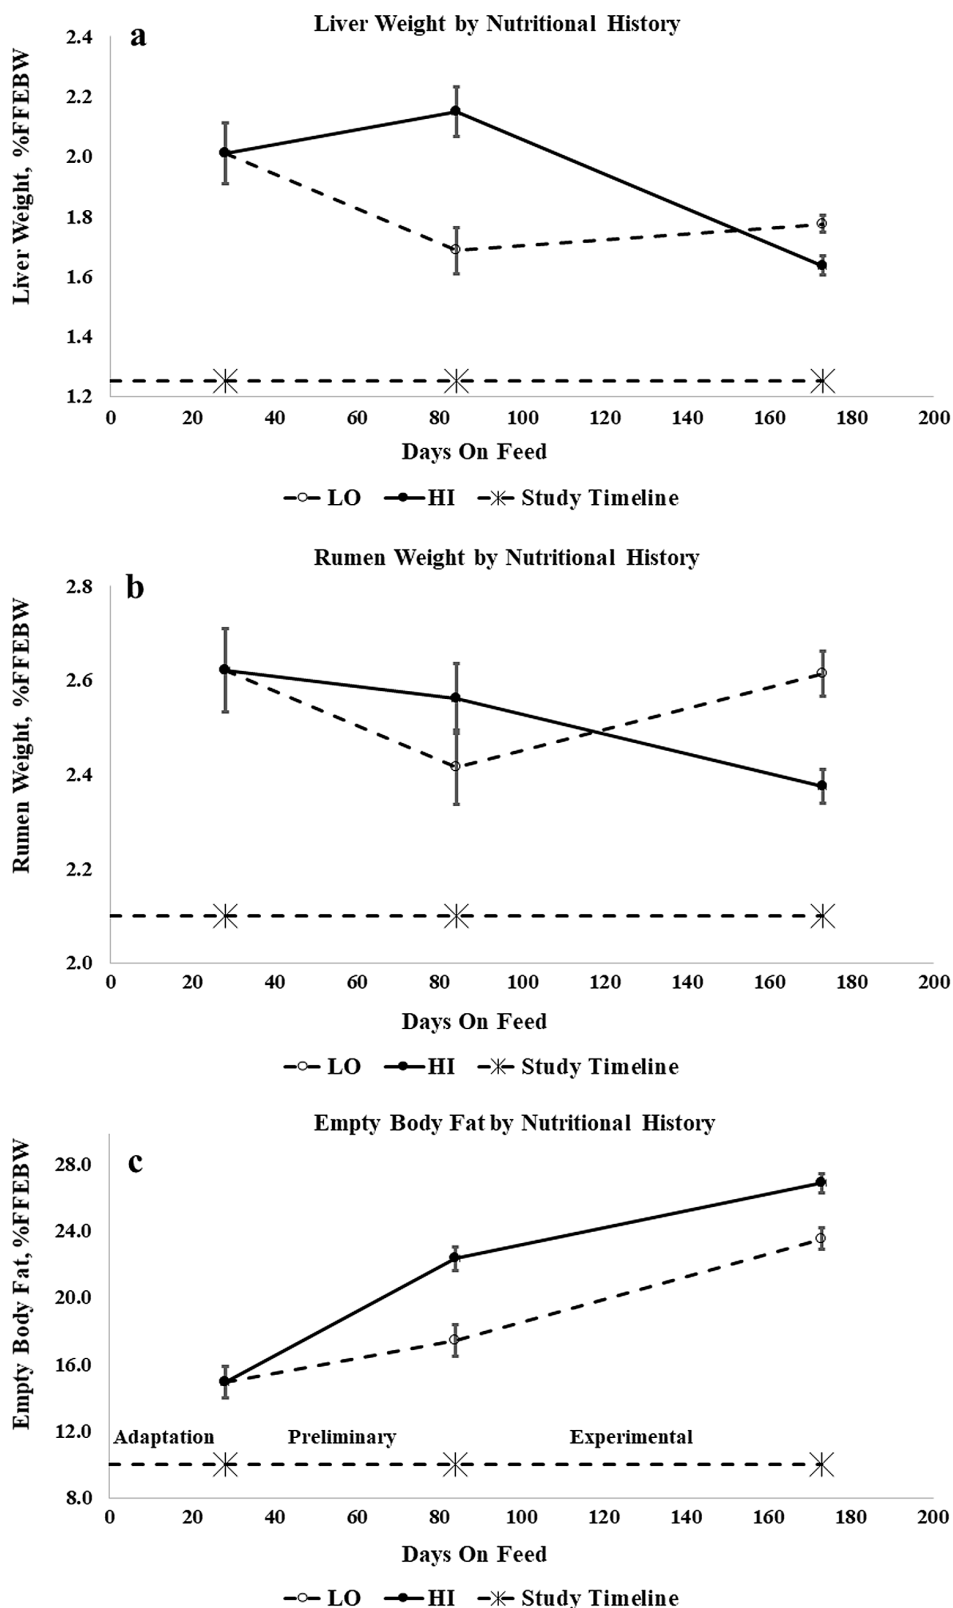 Liver Weight by Nutritional History
a
Liver Weight, %FFEBW
2.4
2.2
2.0
1.8
1.6
1.4
1.2
0 20 40 60 80 100 120 140 160 180 200
Days On Feed
LO HI Study Timeline
Rumen Weight by Nutritional History
b
Rumen Weight, %FFEBW
2.8
2.6
2.4
2.2
2.0
0 20 40 60 80 100 120 140 160 180 200
Days On Feed
LO HI Study Timeline
Empty Body Fat by Nutritional History
c
Empty Body Fat, %FFEBW
28.0
24.0
20.0
16.0
12.0
8.0
Adaptation Preliminary Experimental
0 20 40 60 80 100 120 140 160 180 200
Days On Feed
LO HI Study Timeline